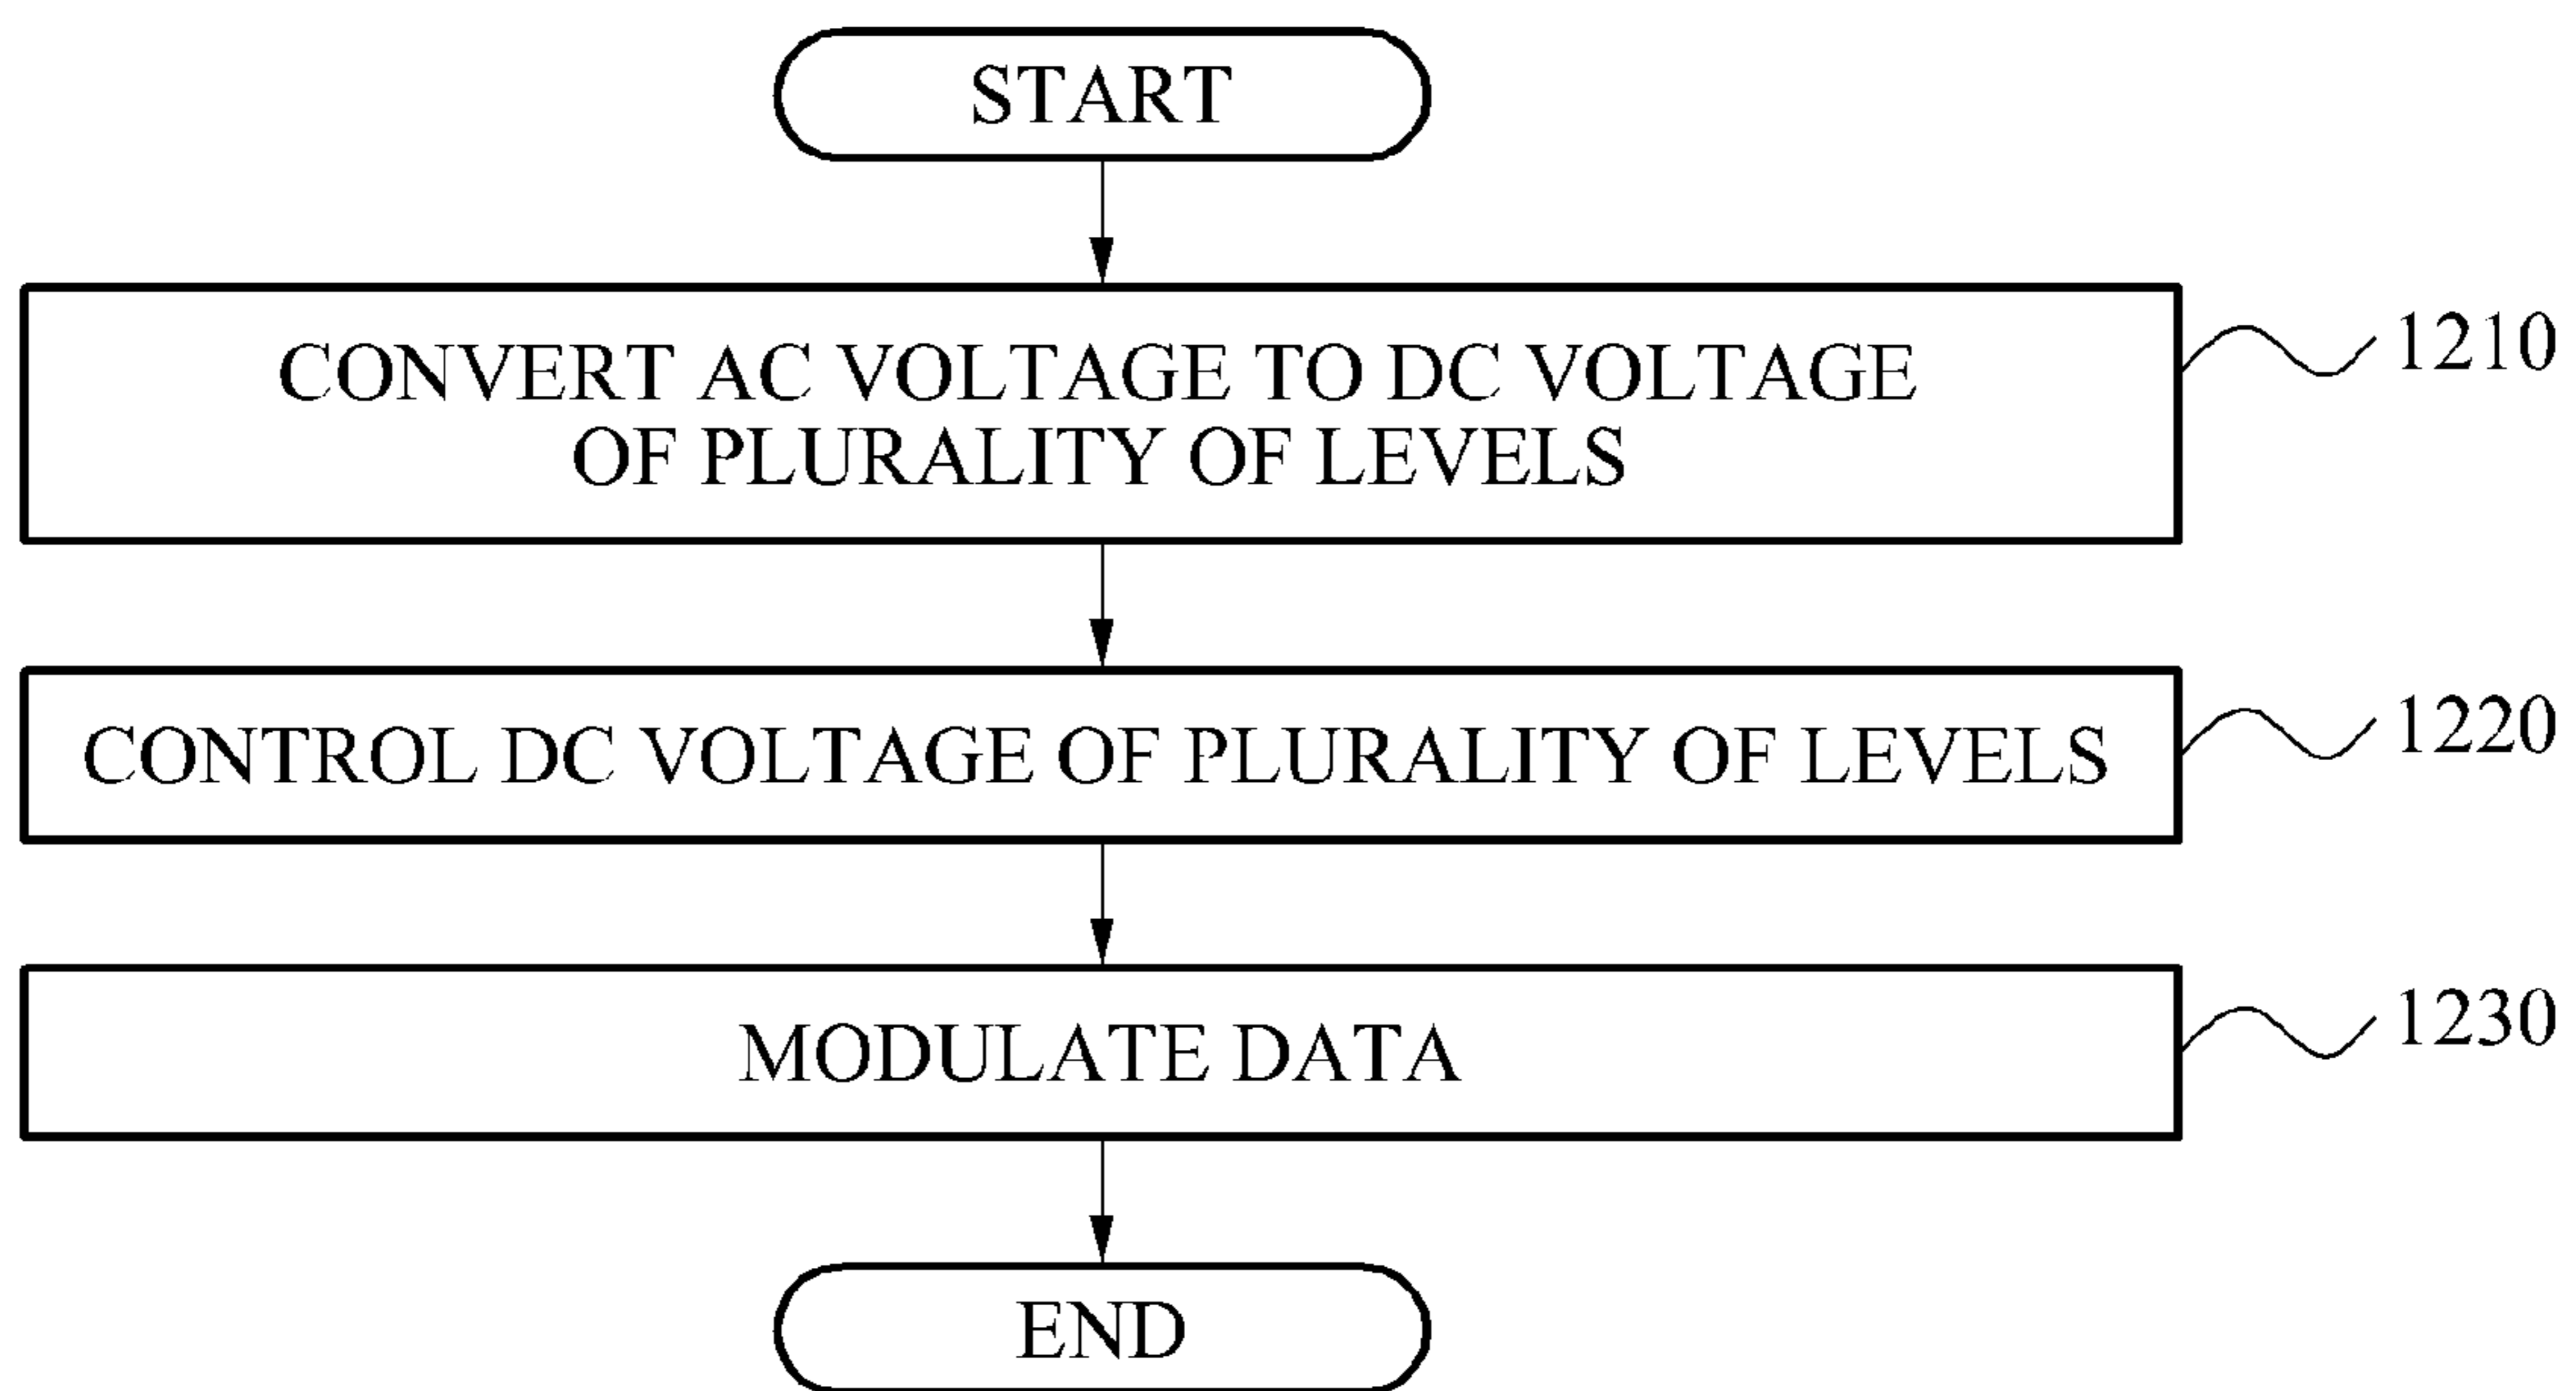 START
CONVERT AC VOLTAGE TO DC VOLTAGE
OF PLURALITY OF LEVELS
1210
CONTROL DC VOLTAGE OF PLURALITY OF LEVELS
1220
MODULATE DATA
1230
END